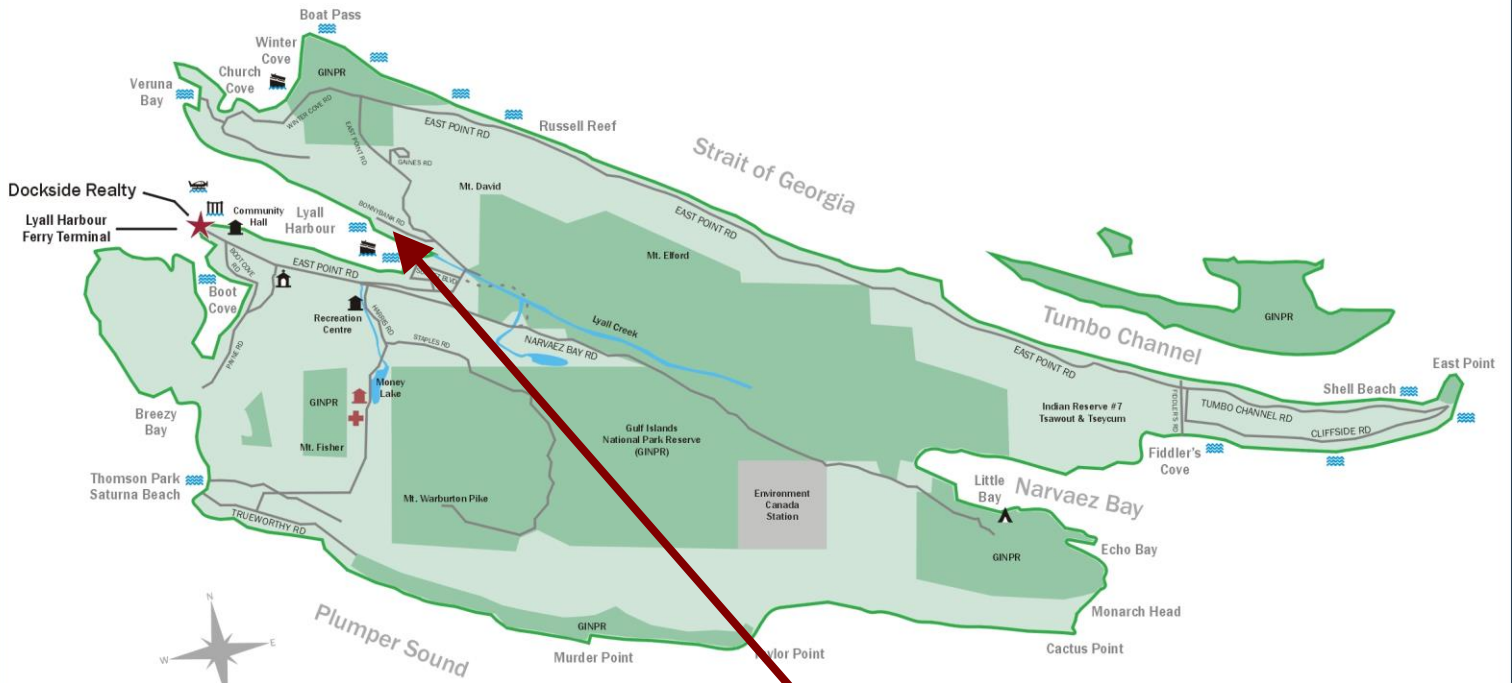 Boat Pass
Winter
Cove
Church
Cove
Veruna
Bay
GINPR
WINTER COVE RD
EAST POINT RD
EAST POINT RD
Russell Reef
Strait of Georgia
GAINES RD
Mt. David
Dockside Realty
Lyall Harbour
Ferry Terminal
Community
Hall
Lyall
Harbour
BONNYBANK RD
EAST POINT RD
Mt. Elford
BOOT COVE
RD
EAST POINT RD
Boot
Cove
Recreation
Centre
HARRIS RD
STAPLES RD
NARVAEZ BAY RD
Lyall Creek
Tumbo Channel
GINPR
EAST POINT RD
East Point
Shell Beach
PAYNE RD
Money
Lake
GINPR
Breezy
Bay
Mt. Fisher
Gulf Islands
National Park Reserve
(GINPR)
Indian Reserve #7
Tsawout & Tseycum
FIDDLER'S RD
TUMBO CHANNEL RD
CLIFFSIDE RD
Fiddler's
Cove
Thomson Park
Saturna Beach
TRUEWORTHY RD
Mt. Warburton Pike
Environment
Canada
Station
Little
Bay
Narvaez Bay
GINPR
Echo Bay
Monarch Head
Cactus Point
Plumper Sound
GINPR
Murder Point
Point
N
W
E